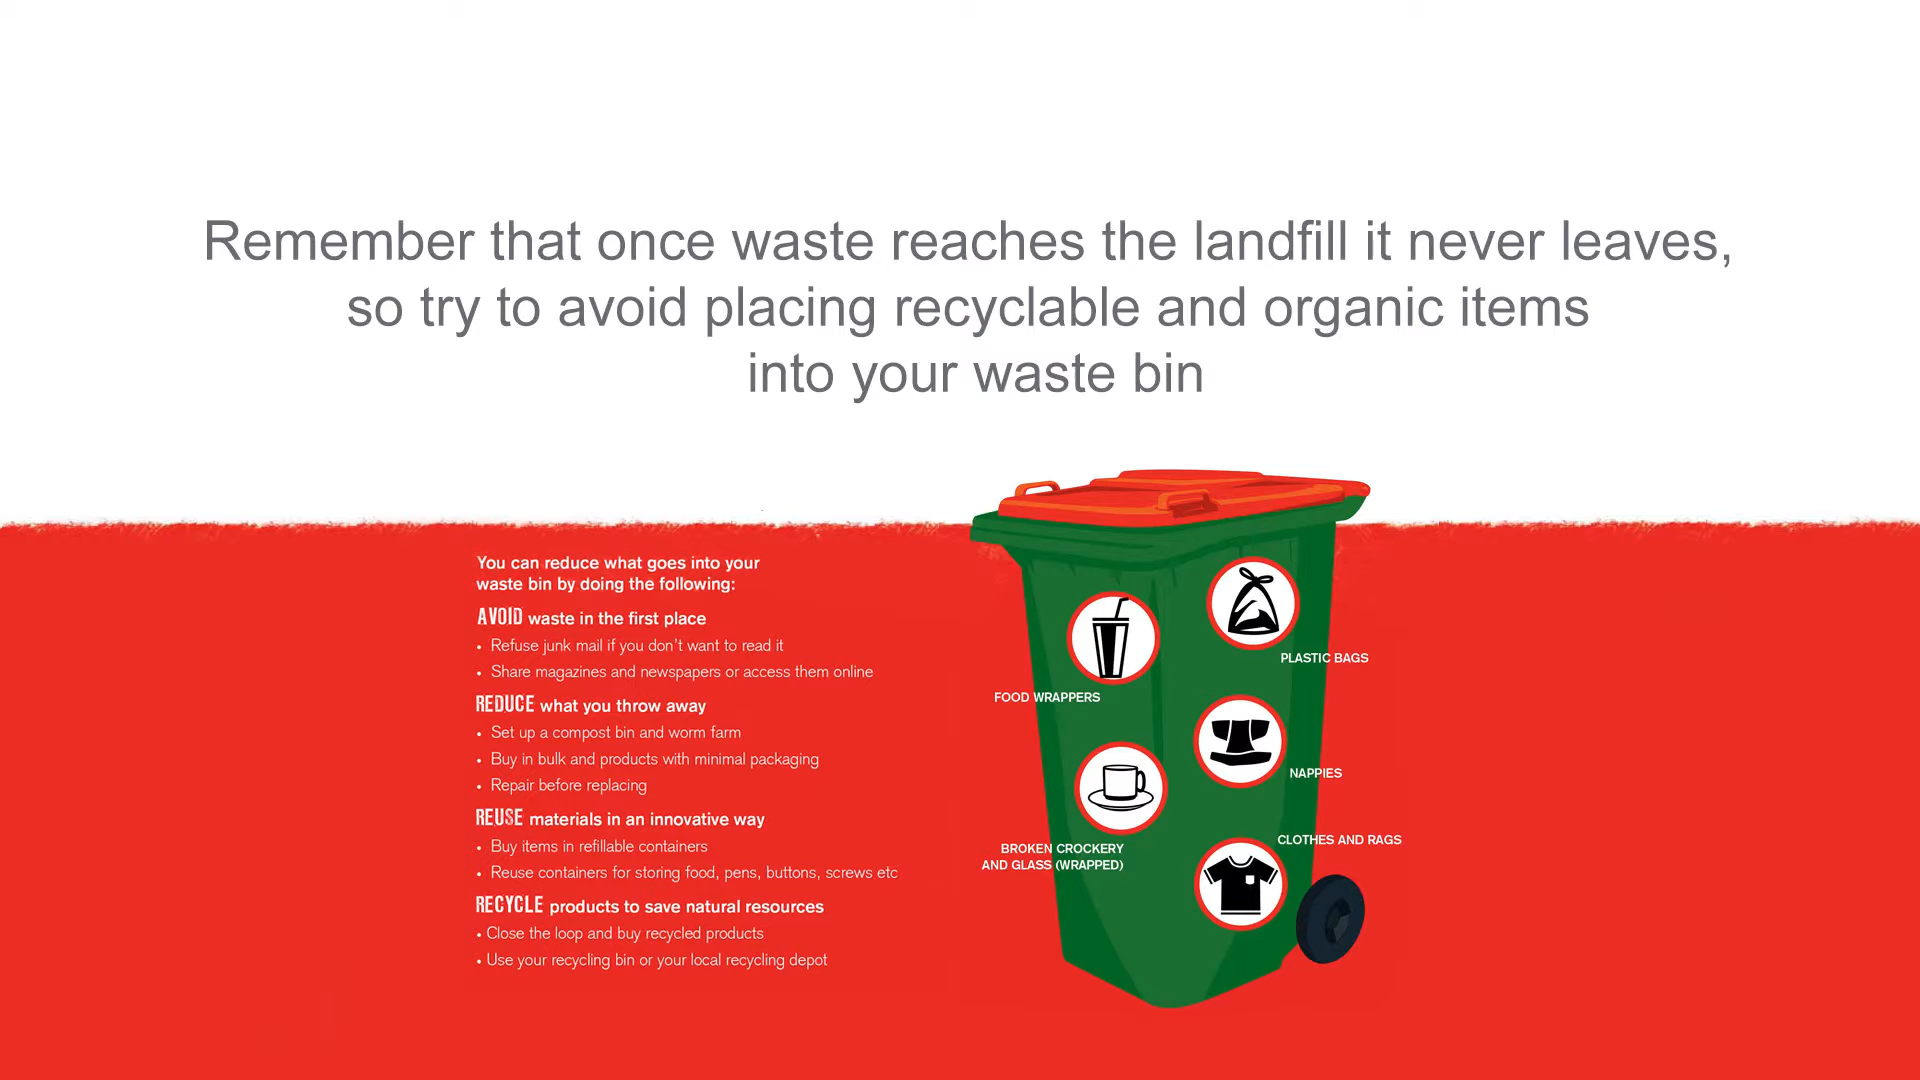 Remember that once waste reaches the landfill it never leaves,
so try to avoid placing recyclable and organic items
into your waste bin
You can reduce what goes into your
waste bin by doing the following:
AVOID waste in the first place
• Refuse junk mail if you don't want to read it
• Share magazines and newspapers or access them online
REDUCE what you throw away
• Set up a compost bin and worm farm
• Buy in bulk and products with minimal packaging
• Repair before replacing
REUSE materials in an innovative way
• Buy items in refillable containers
• Reuse containers for storing food, pens, buttons, screws etc
RECYCLE products to save natural resources
• Close the loop and buy recycled products
• Use your recycling bin or your local recycling depot
PLASTIC BAGS
FOOD WRAPPERS
NAPPIES
BROKEN CROCKERY
AND GLASS (WRAPPED)
CLOTHES AND RAGS